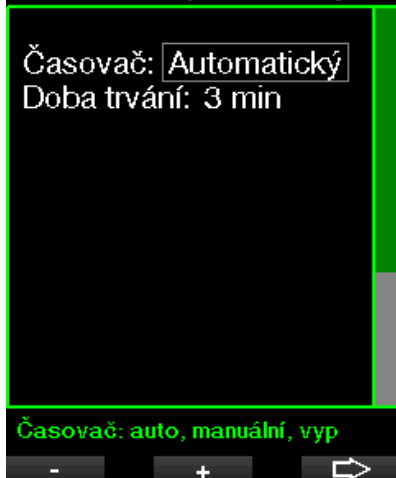 Časovač: Automatický
Doba trvání: 3 min
Časovač: auto, manuální, vyp
- +